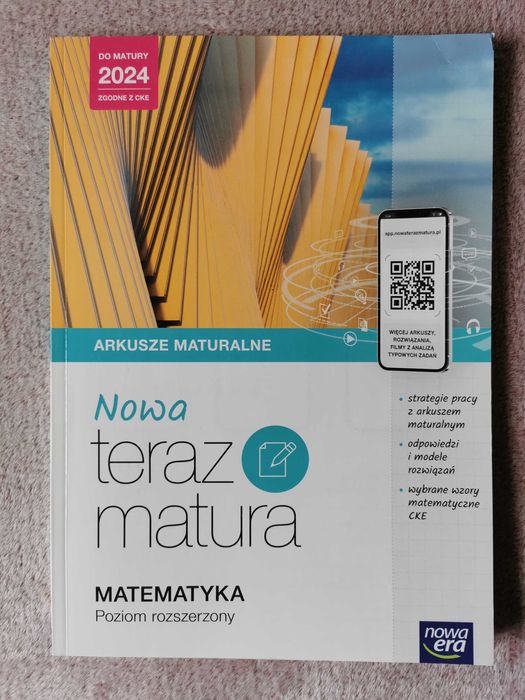 DO MATURY
2024
ZGODNE Z CKE
app.nowaterazmatura.pl
WIĘCEJ ARKUSZY,
ROZWIĄZANIA,
FILMY Z ANALIZĄ
TYPOWYCH ZADAŃ
ARKUSZE MATURALNE
Nowa
teraz
matura
• strategie pracy
z arkuszem
maturalnym
• odpowiedzi
i modele
rozwiązań
• wybrane wzory
matematyczne
CKE
MATEMATYKA
Poziom rozszerzony
nowa
era